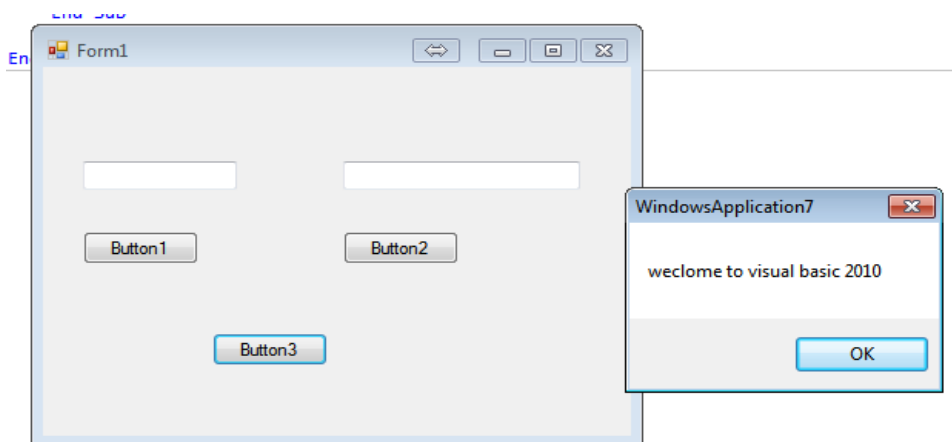 End Sub
En
Form1
Button1
Button2
Button3
WindowsApplication7
weclome to visual basic 2010
OK